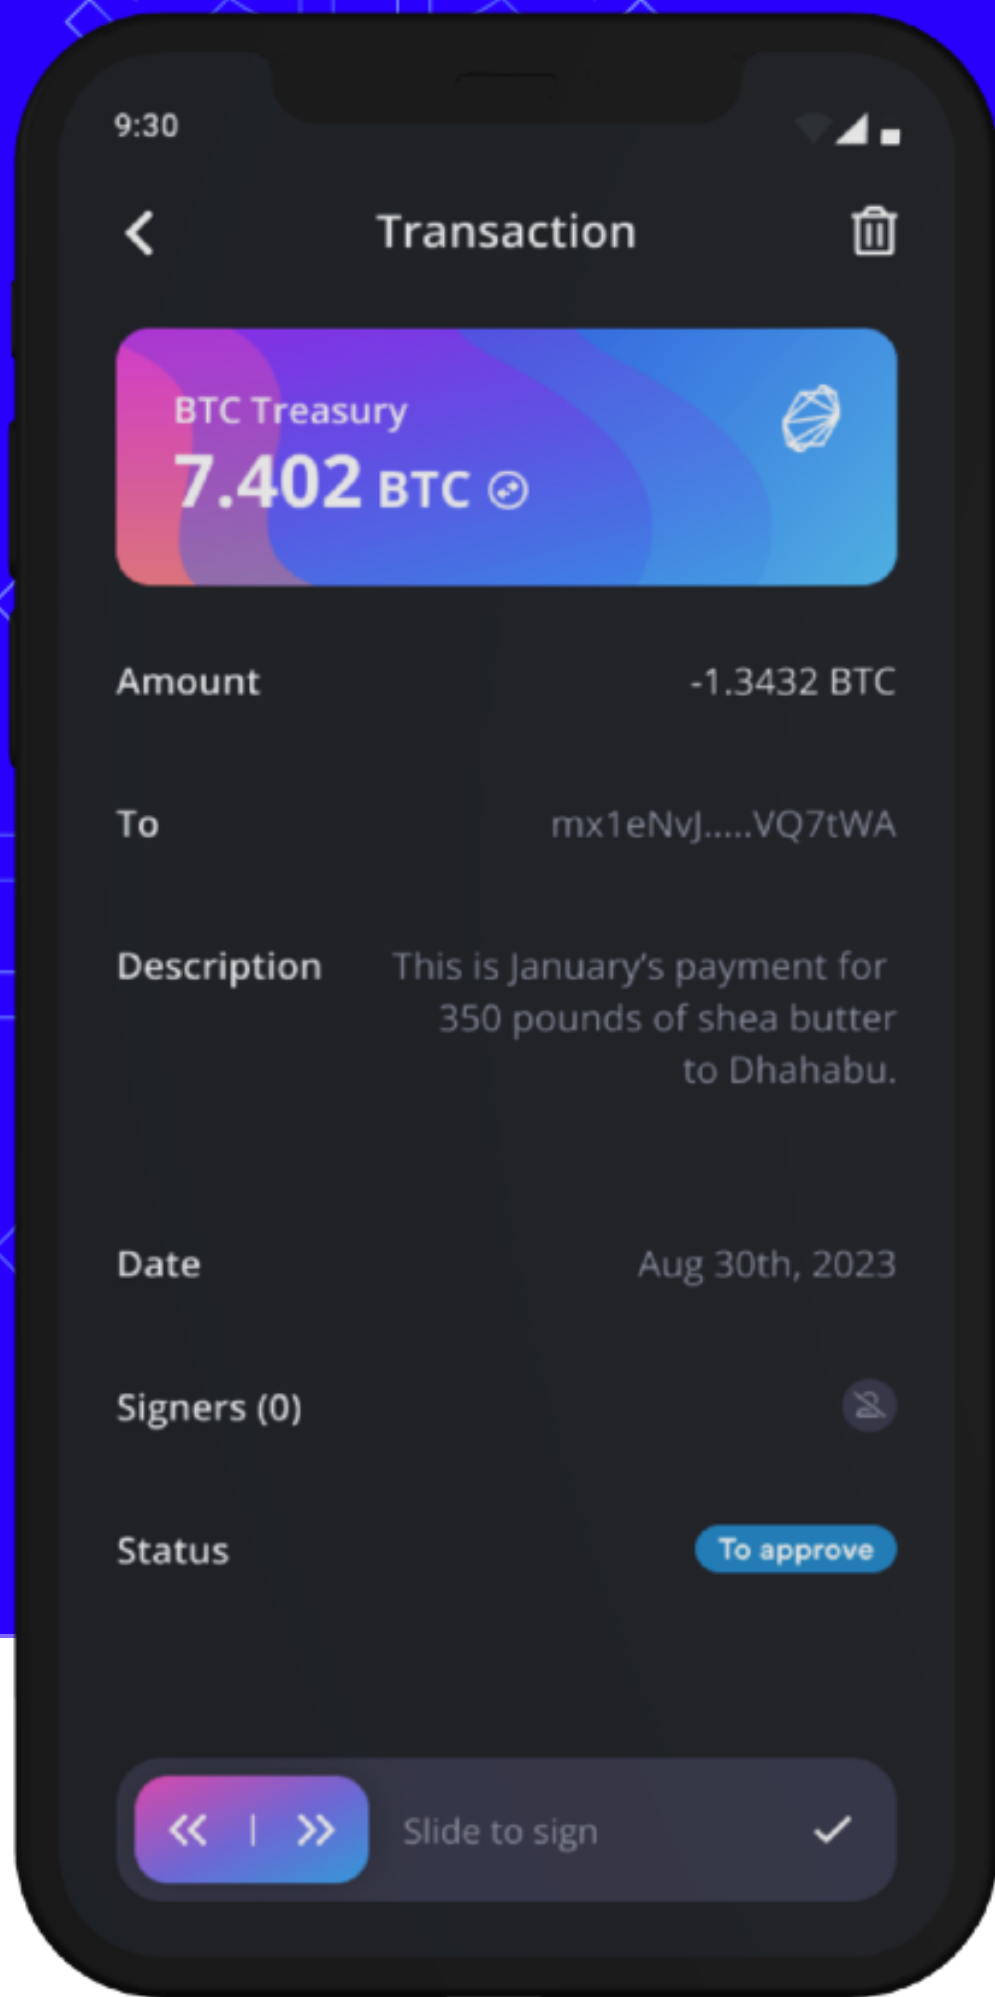 9:30
Transaction
BTC Treasury
7.402 BTC
Amount
-1.3432 BTC
To
mx1eNvJ.....VQ7tWA
Description
This is January’s payment for
350 pounds of shea butter
to Dhahabu.
Date
Aug 30th, 2023
Signers (0)
Status
To approve
Slide to sign